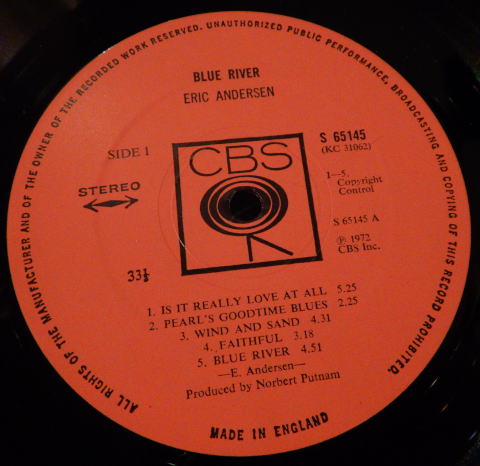 ALL RIGHTS OF THE MANUFACTURER AND OF THE OWNER OF THE RECORDED WORK RESERVED. UNAUTHORIZED PUBLIC PERFORMANCE, BROADCASTING AND COPYING OF THIS RECORD PROHIBITED.
BLUE RIVER
ERIC ANDERSEN
SIDE 1
STEREO
33⅓
CBS
S 65145
(KC 31062)
1—5.
Copyright
Control
S 65145 A
℗ 1972
CBS Inc.
1. IS IT REALLY LOVE AT ALL 5.25
2. PEARL'S GOODTIME BLUES 2.25
3. WIND AND SAND 4.31
4. FAITHFUL 3.18
5. BLUE RIVER 4.51
—E. Andersen—
Produced by Norbert Putnam
MADE IN ENGLAND